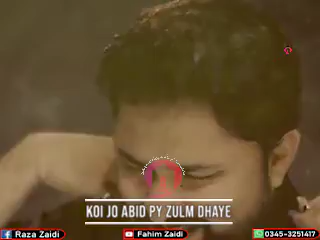 KOI JO ABID PY ZULM DHAYE
Raza Zaidi
Fahim Zaidi
0345-3251417